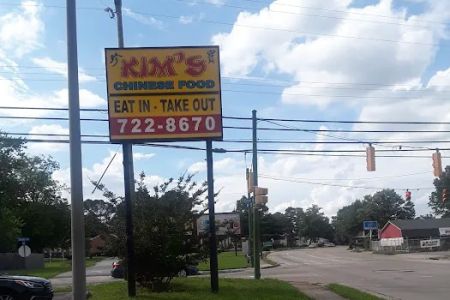 KIM'S
CHINESE FOOD
EAT IN - TAKE OUT
722-8670